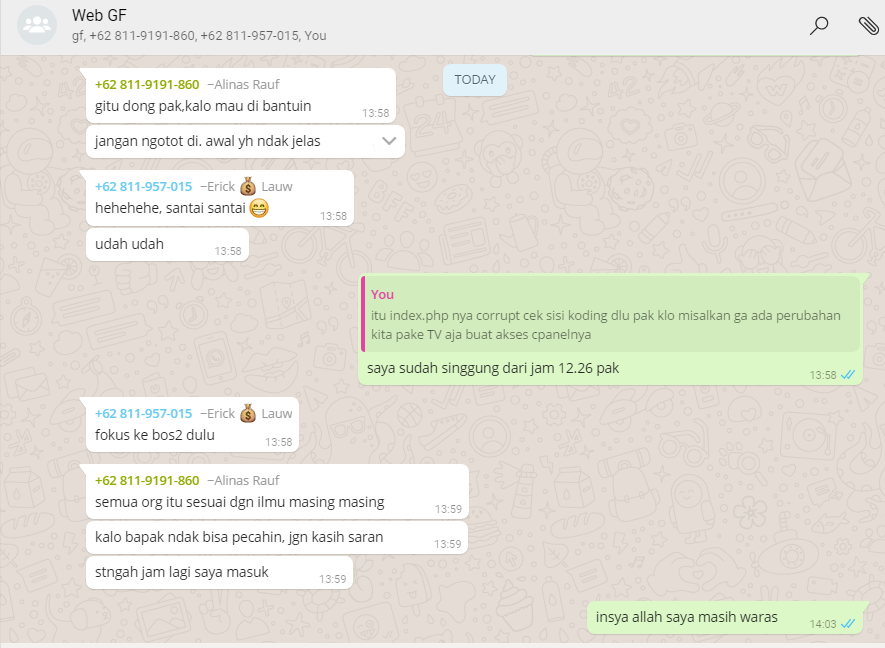 Web GF
gf, +62 811-9191-860, +62 811-957-015, You
TODAY
+62 811-9191-860 ~Alinas Rauf
gitu dong pak,kalo mau di bantuin
13:58
jangan ngotot di. awal yh ndak jelas
+62 811-957-015 ~Erick 💰 Lauw
hehehehe, santai santai 😁
13:58
udah udah
13:58
You
itu index.php nya corrupt cek sisi koding dlu pak klo misalkan ga ada perubahan
kita pake TV aja buat akses cpanelnya
saya sudah singgung dari jam 12.26 pak
13:58
+62 811-957-015 ~Erick 💰 Lauw
fokus ke bos2 dulu
13:58
+62 811-9191-860 ~Alinas Rauf
semua org itu sesuai dgn ilmu masing masing
13:59
kalo bapak ndak bisa pecahin, jgn kasih saran
13:59
stngah jam lagi saya masuk
13:59
insya allah saya masih waras
14:03